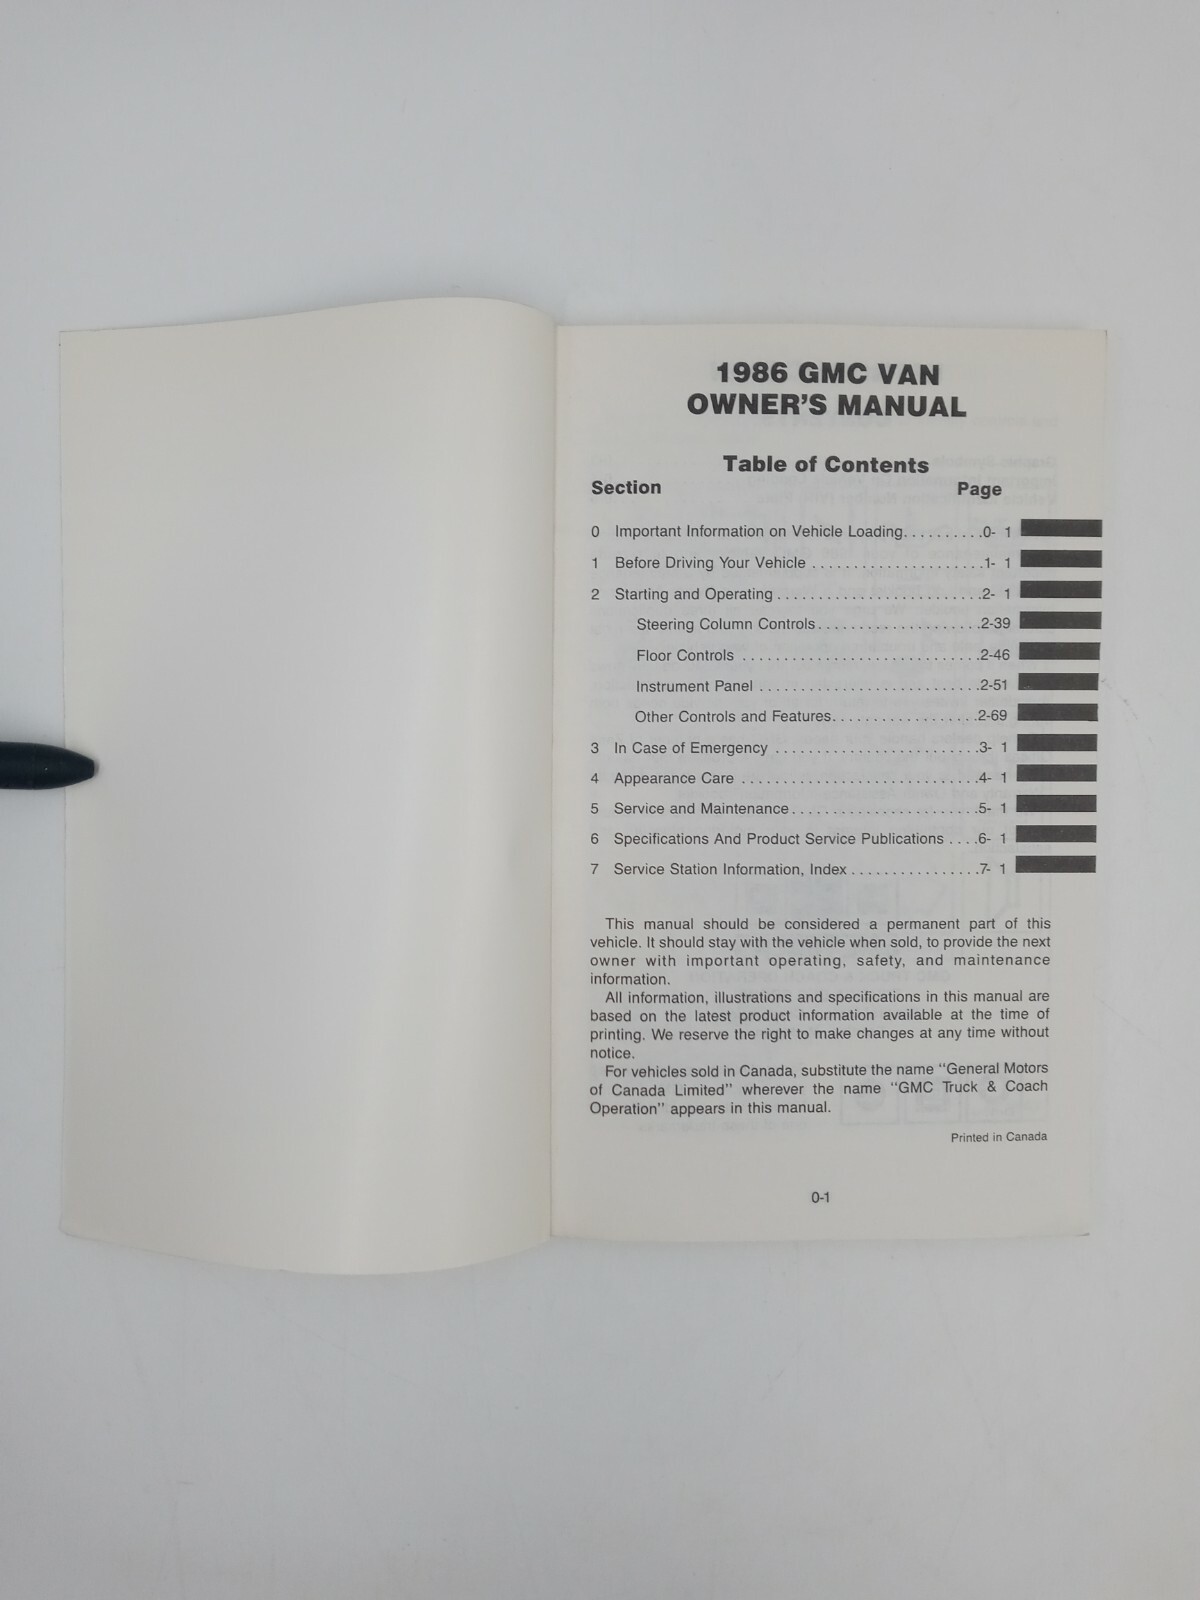 1986 GMC VAN
OWNER'S MANUAL
Table of Contents
Section Page
0 Important Information on Vehicle Loading..........0- 1
1 Before Driving Your Vehicle .....................1- 1
2 Starting and Operating.........................2- 1
Steering Column Controls....................2-39
Floor Controls .............................2-46
Instrument Panel ...........................2-51
Other Controls and Features..................2-69
3 In Case of Emergency .........................3- 1
4 Appearance Care .............................4- 1
5 Service and Maintenance.......................5- 1
6 Specifications And Product Service Publications ....6- 1
7 Service Station Information, Index................7- 1
This manual should be considered a permanent part of this
vehicle. It should stay with the vehicle when sold, to provide the next
owner with important operating, safety, and maintenance
information.
All information, illustrations and specifications in this manual are
based on the latest product information available at the time of
printing. We reserve the right to make changes at any time without
notice.
For vehicles sold in Canada, substitute the name "General Motors
of Canada Limited" wherever the name "GMC Truck & Coach
Operation" appears in this manual.
Printed in Canada
0-1